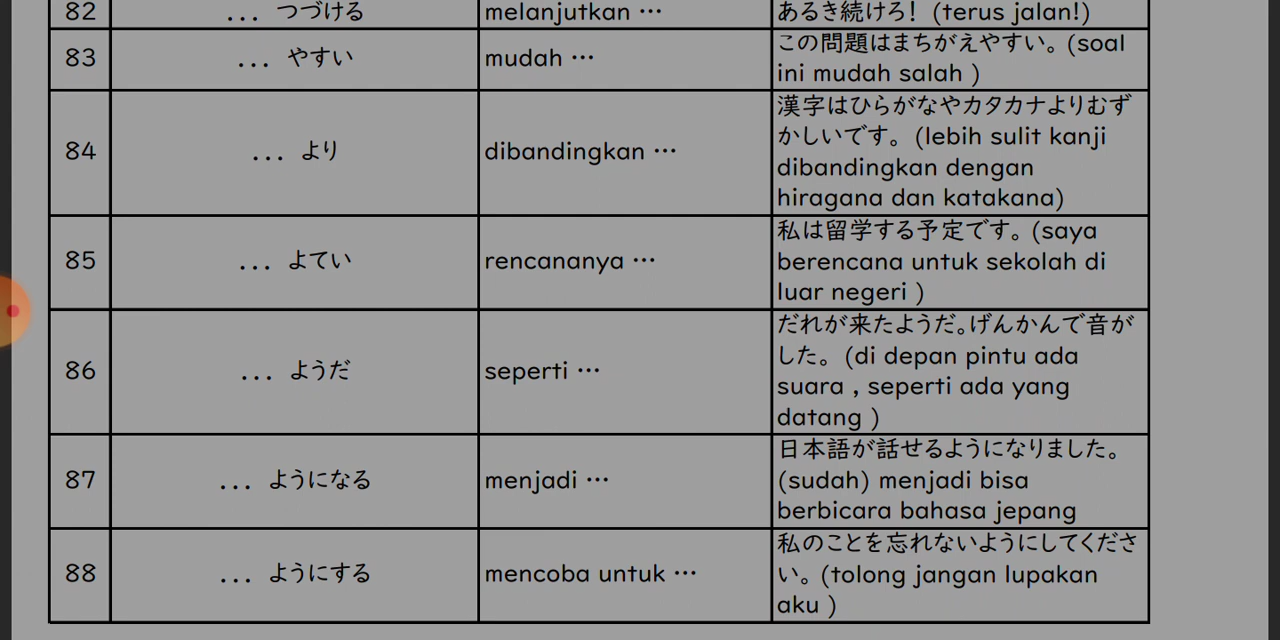 82 ... つづける melanjutkan … あるき続けろ! (terus jalan!)
83 ... やすい mudah … この問題はまちがえやすい。(soal
ini mudah salah )
84 ... より dibandingkan … 漢字はひらがなやカタカナよりむず
かしいです。(lebih sulit kanji
dibandingkan dengan
hiragana dan katakana)
85 ... よてい rencananya … 私は留学する予定です。(saya
berencana untuk sekolah di
luar negeri )
86 ... ようだ seperti … だれが来たようだ。げんかんで音が
した。(di depan pintu ada
suara , seperti ada yang
datang )
87 ... ようになる menjadi … 日本語が話せるようになりました。
(sudah) menjadi bisa
berbicara bahasa jepang
88 ... ようにする mencoba untuk … 私のことを忘れないようにしてくださ
い。(tolong jangan lupakan
aku )